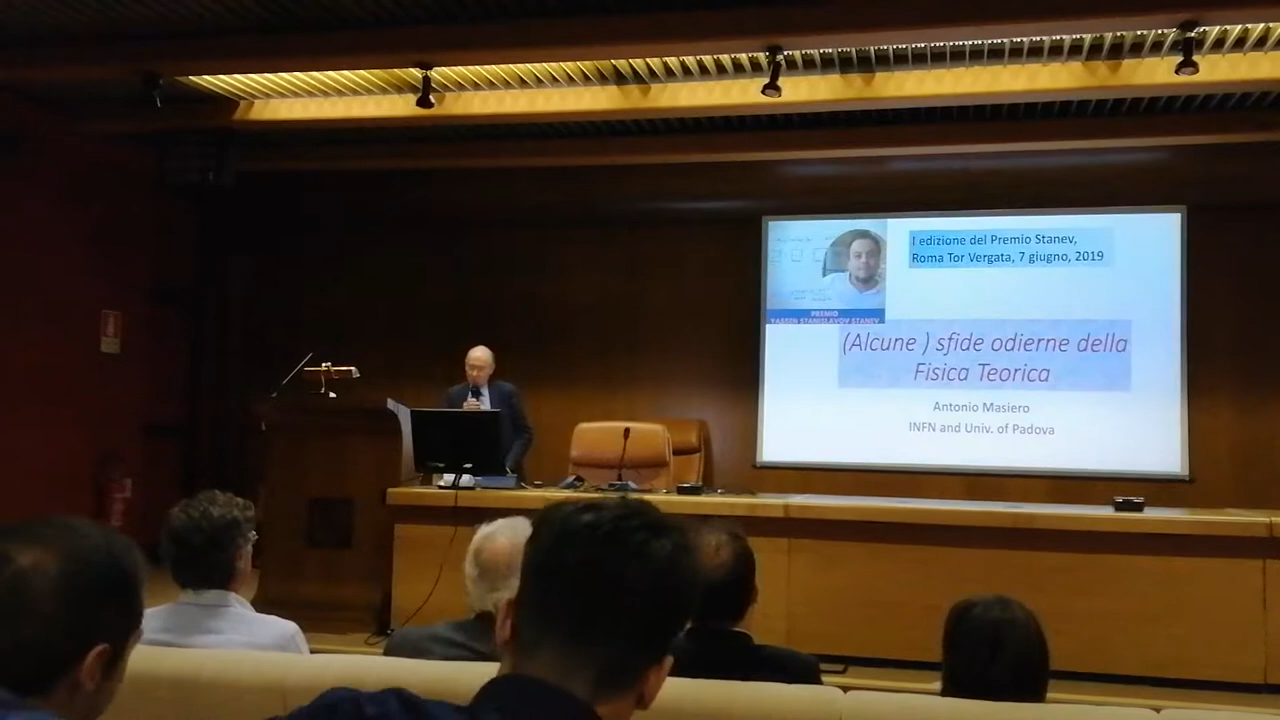 I edizione del Premio Stanev,
Roma Tor Vergata, 7 giugno, 2019
PREMIO
YASSEN STANISLAVOV STANEV
(Alcune ) sfide odierne della
Fisica Teorica
Antonio Masiero
INFN and Univ. of Padova